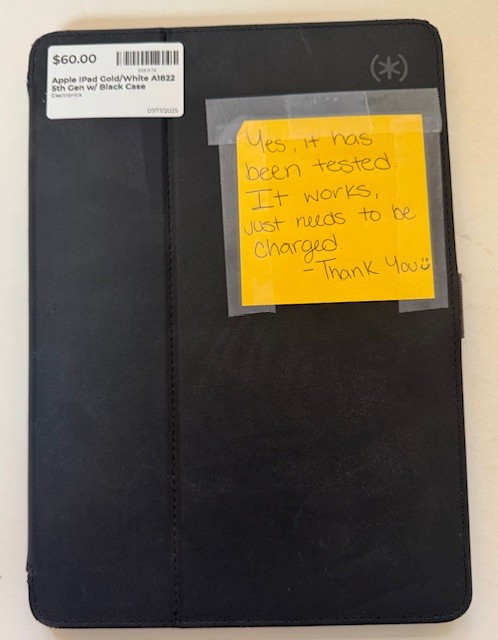 $60.00
Apple iPad Gold/White A1822
5th Gen w/ Black Case
Electronics
07/17/2025
Yes, it has
been tested.
It works,
just needs to be
charged
- Thank You